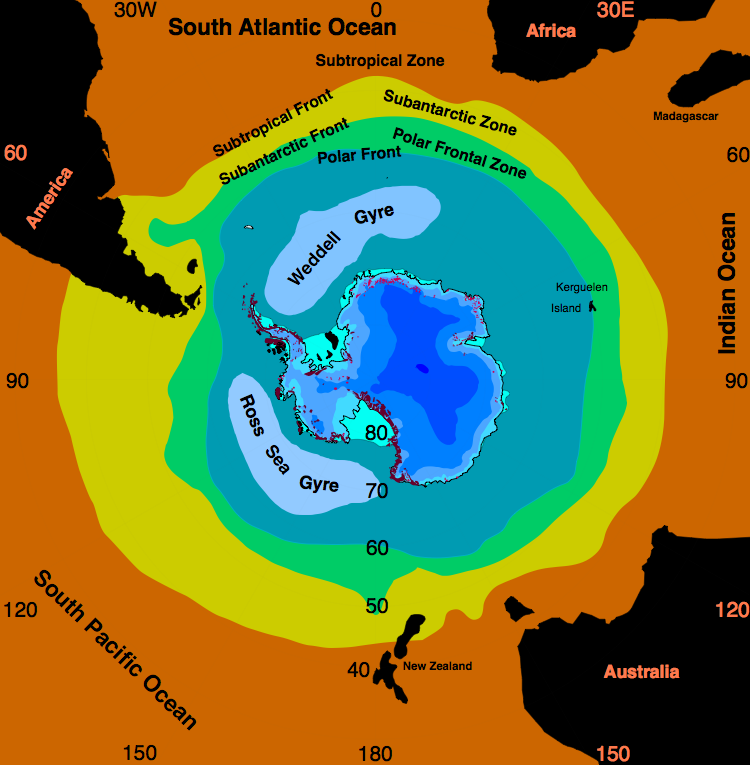 30W
0
30E
South Atlantic Ocean
Africa
Subtropical Zone
Madagascar
Subtropical Front
Subantarctic Zone
Subantarctic Front
Polar Frontal Zone
Polar Front
60
60
America
Weddell Gyre
Indian Ocean
Kerguelen
Island
90
90
Ross Sea Gyre
80
70
60
50
40
South Pacific Ocean
120
120
New Zealand
Australia
150
180
150